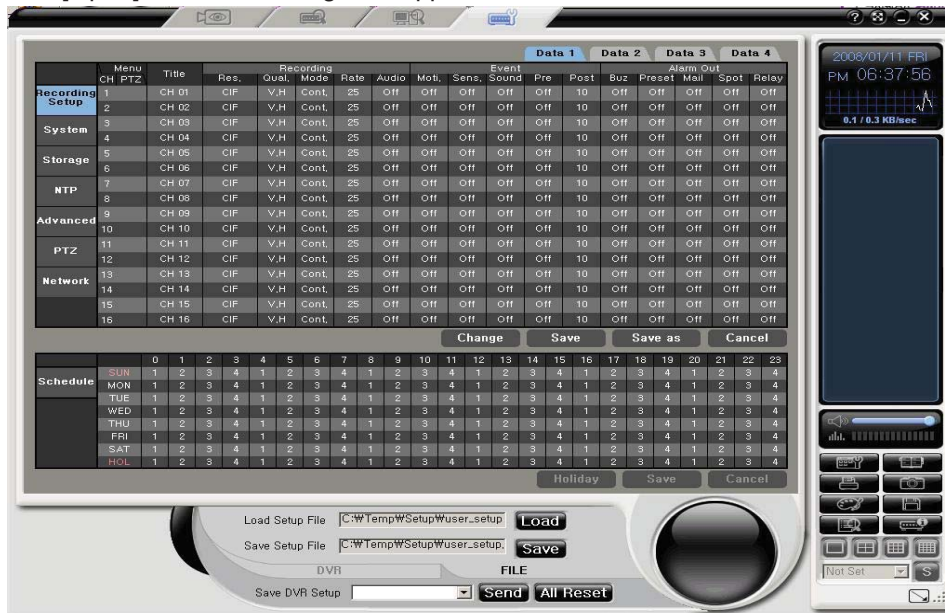 Data 1 Data 2 Data 3 Data 4
2008/01/11 FRI
PM 06:37:56
0.1 / 0.3 KB/sec
Menu Title Recording Event Alarm Out
CH PTZ Res, Qual, Mode Rate Audio Moti, Sens, Sound Pre Post Buz Preset Mail Spot Relay
Recording Setup
System
Storage
NTP
Advanced
PTZ
Network
1 CH 01 CIF V,H Cont, 25 Off Off Off Off Off 10 Off Off Off Off Off
2 CH 02 CIF V,H Cont, 25 Off Off Off Off Off 10 Off Off Off Off Off
3 CH 03 CIF V,H Cont, 25 Off Off Off Off Off 10 Off Off Off Off Off
4 CH 04 CIF V,H Cont, 25 Off Off Off Off Off 10 Off Off Off Off Off
5 CH 05 CIF V,H Cont, 25 Off Off Off Off Off 10 Off Off Off Off Off
6 CH 06 CIF V,H Cont, 25 Off Off Off Off Off 10 Off Off Off Off Off
7 CH 07 CIF V,H Cont, 25 Off Off Off Off Off 10 Off Off Off Off Off
8 CH 08 CIF V,H Cont, 25 Off Off Off Off Off 10 Off Off Off Off Off
9 CH 09 CIF V,H Cont, 25 Off Off Off Off Off 10 Off Off Off Off Off
10 CH 10 CIF V,H Cont, 25 Off Off Off Off Off 10 Off Off Off Off Off
11 CH 11 CIF V,H Cont, 25 Off Off Off Off Off 10 Off Off Off Off Off
12 CH 12 CIF V,H Cont, 25 Off Off Off Off Off 10 Off Off Off Off Off
13 CH 13 CIF V,H Cont, 25 Off Off Off Off Off 10 Off Off Off Off Off
14 CH 14 CIF V,H Cont, 25 Off Off Off Off Off 10 Off Off Off Off Off
15 CH 15 CIF V,H Cont, 25 Off Off Off Off Off 10 Off Off Off Off Off
16 CH 16 CIF V,H Cont, 25 Off Off Off Off Off 10 Off Off Off Off Off
Change Save Save as Cancel
Schedule
0 1 2 3 4 5 6 7 8 9 10 11 12 13 14 15 16 17 18 19 20 21 22 23
SUN 1 2 3 4 1 2 3 4 1 2 3 4 1 2 3 4 1 2 3 4 1 2 3 4
MON 1 2 3 4 1 2 3 4 1 2 3 4 1 2 3 4 1 2 3 4 1 2 3 4
TUE 1 2 3 4 1 2 3 4 1 2 3 4 1 2 3 4 1 2 3 4 1 2 3 4
WED 1 2 3 4 1 2 3 4 1 2 3 4 1 2 3 4 1 2 3 4 1 2 3 4
THU 1 2 3 4 1 2 3 4 1 2 3 4 1 2 3 4 1 2 3 4 1 2 3 4
FRI 1 2 3 4 1 2 3 4 1 2 3 4 1 2 3 4 1 2 3 4 1 2 3 4
SAT 1 2 3 4 1 2 3 4 1 2 3 4 1 2 3 4 1 2 3 4 1 2 3 4
HOL 1 2 3 4 1 2 3 4 1 2 3 4 1 2 3 4 1 2 3 4 1 2 3 4
Holiday Save Cancel
Load Setup File C:₩Temp₩Setup₩user_setup Load
Save Setup File C:₩Temp₩Setup₩user_setup, Save
DVR FILE
Save DVR Setup Send All Reset
Not Set S